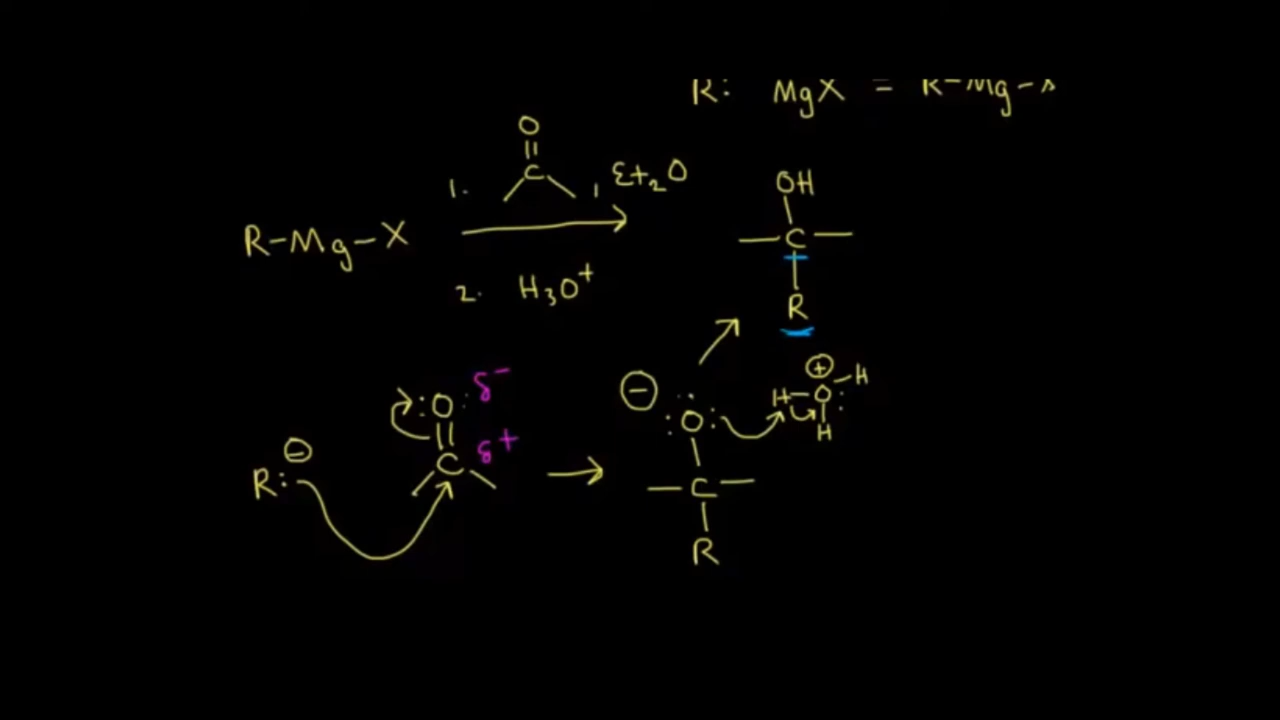 R: MgX = R-Mg-X
O
||
C
1. , Et₂O
R-Mg-X
2. H₃O⁺
OH
C
R
:O: δ⁻
||
C δ⁺
R: ⊖
⊖
:O:
C
R
⊕
H-O-H
H